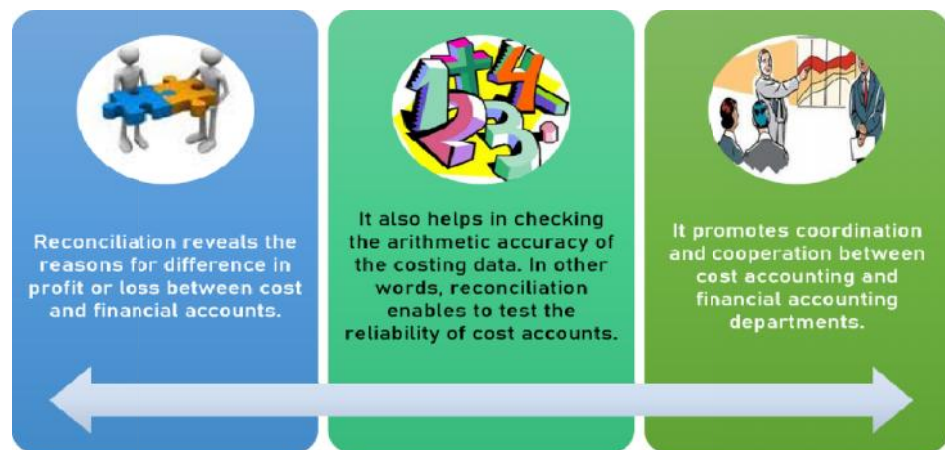 Reconciliation reveals the
reasons for difference in
profit or loss between cost
and financial accounts.
It also helps in checking
the arithmetic accuracy of
the costing data. In other
words, reconciliation
enables to test the
reliability of cost accounts.
It promotes coordination
and cooperation between
cost accounting and
financial accounting
departments.